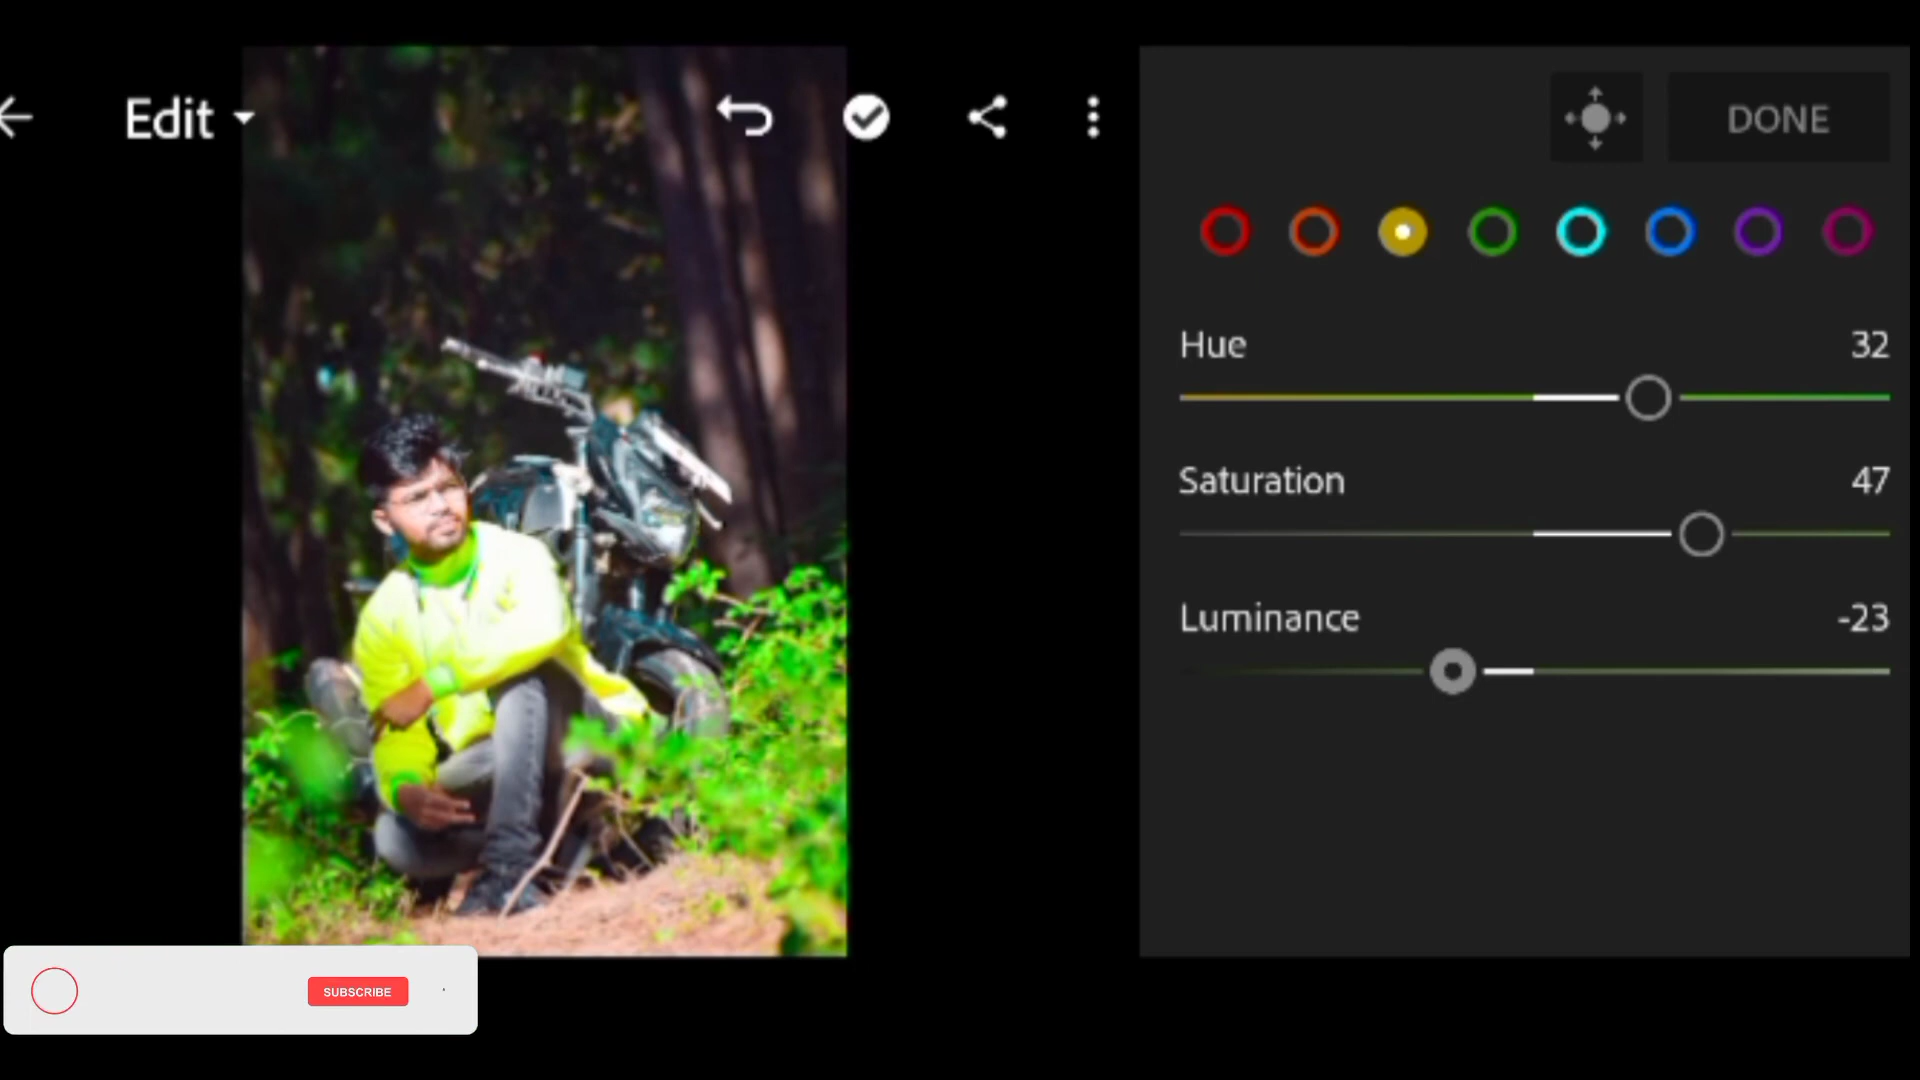 Edit
DONE
Hue 32
Saturation 47
Luminance -23
SUBSCRIBE